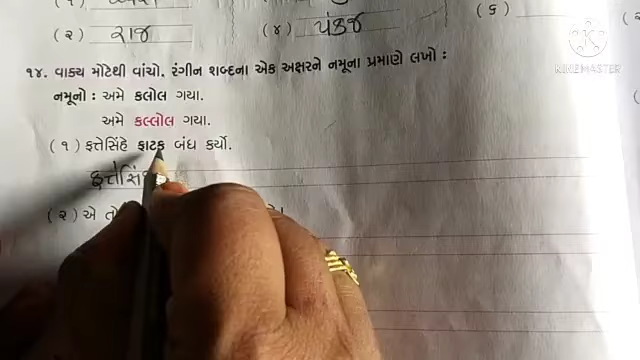 (૬)
(૨) રાજ (૪) પંકજ
૧૪. વાક્ય મોટેથી વાંચો. રંગીન શબ્દના એક અક્ષરને નમૂના પ્રમાણે લખો :
નમૂનો : અમે કલોલ ગયા.
અમે કલ્લોલ ગયા.
(૧) ફત્તેસિંહે ફાટક બંધ કર્યો.
ફત્તેસિં
(૨) એ
KINEMASTER